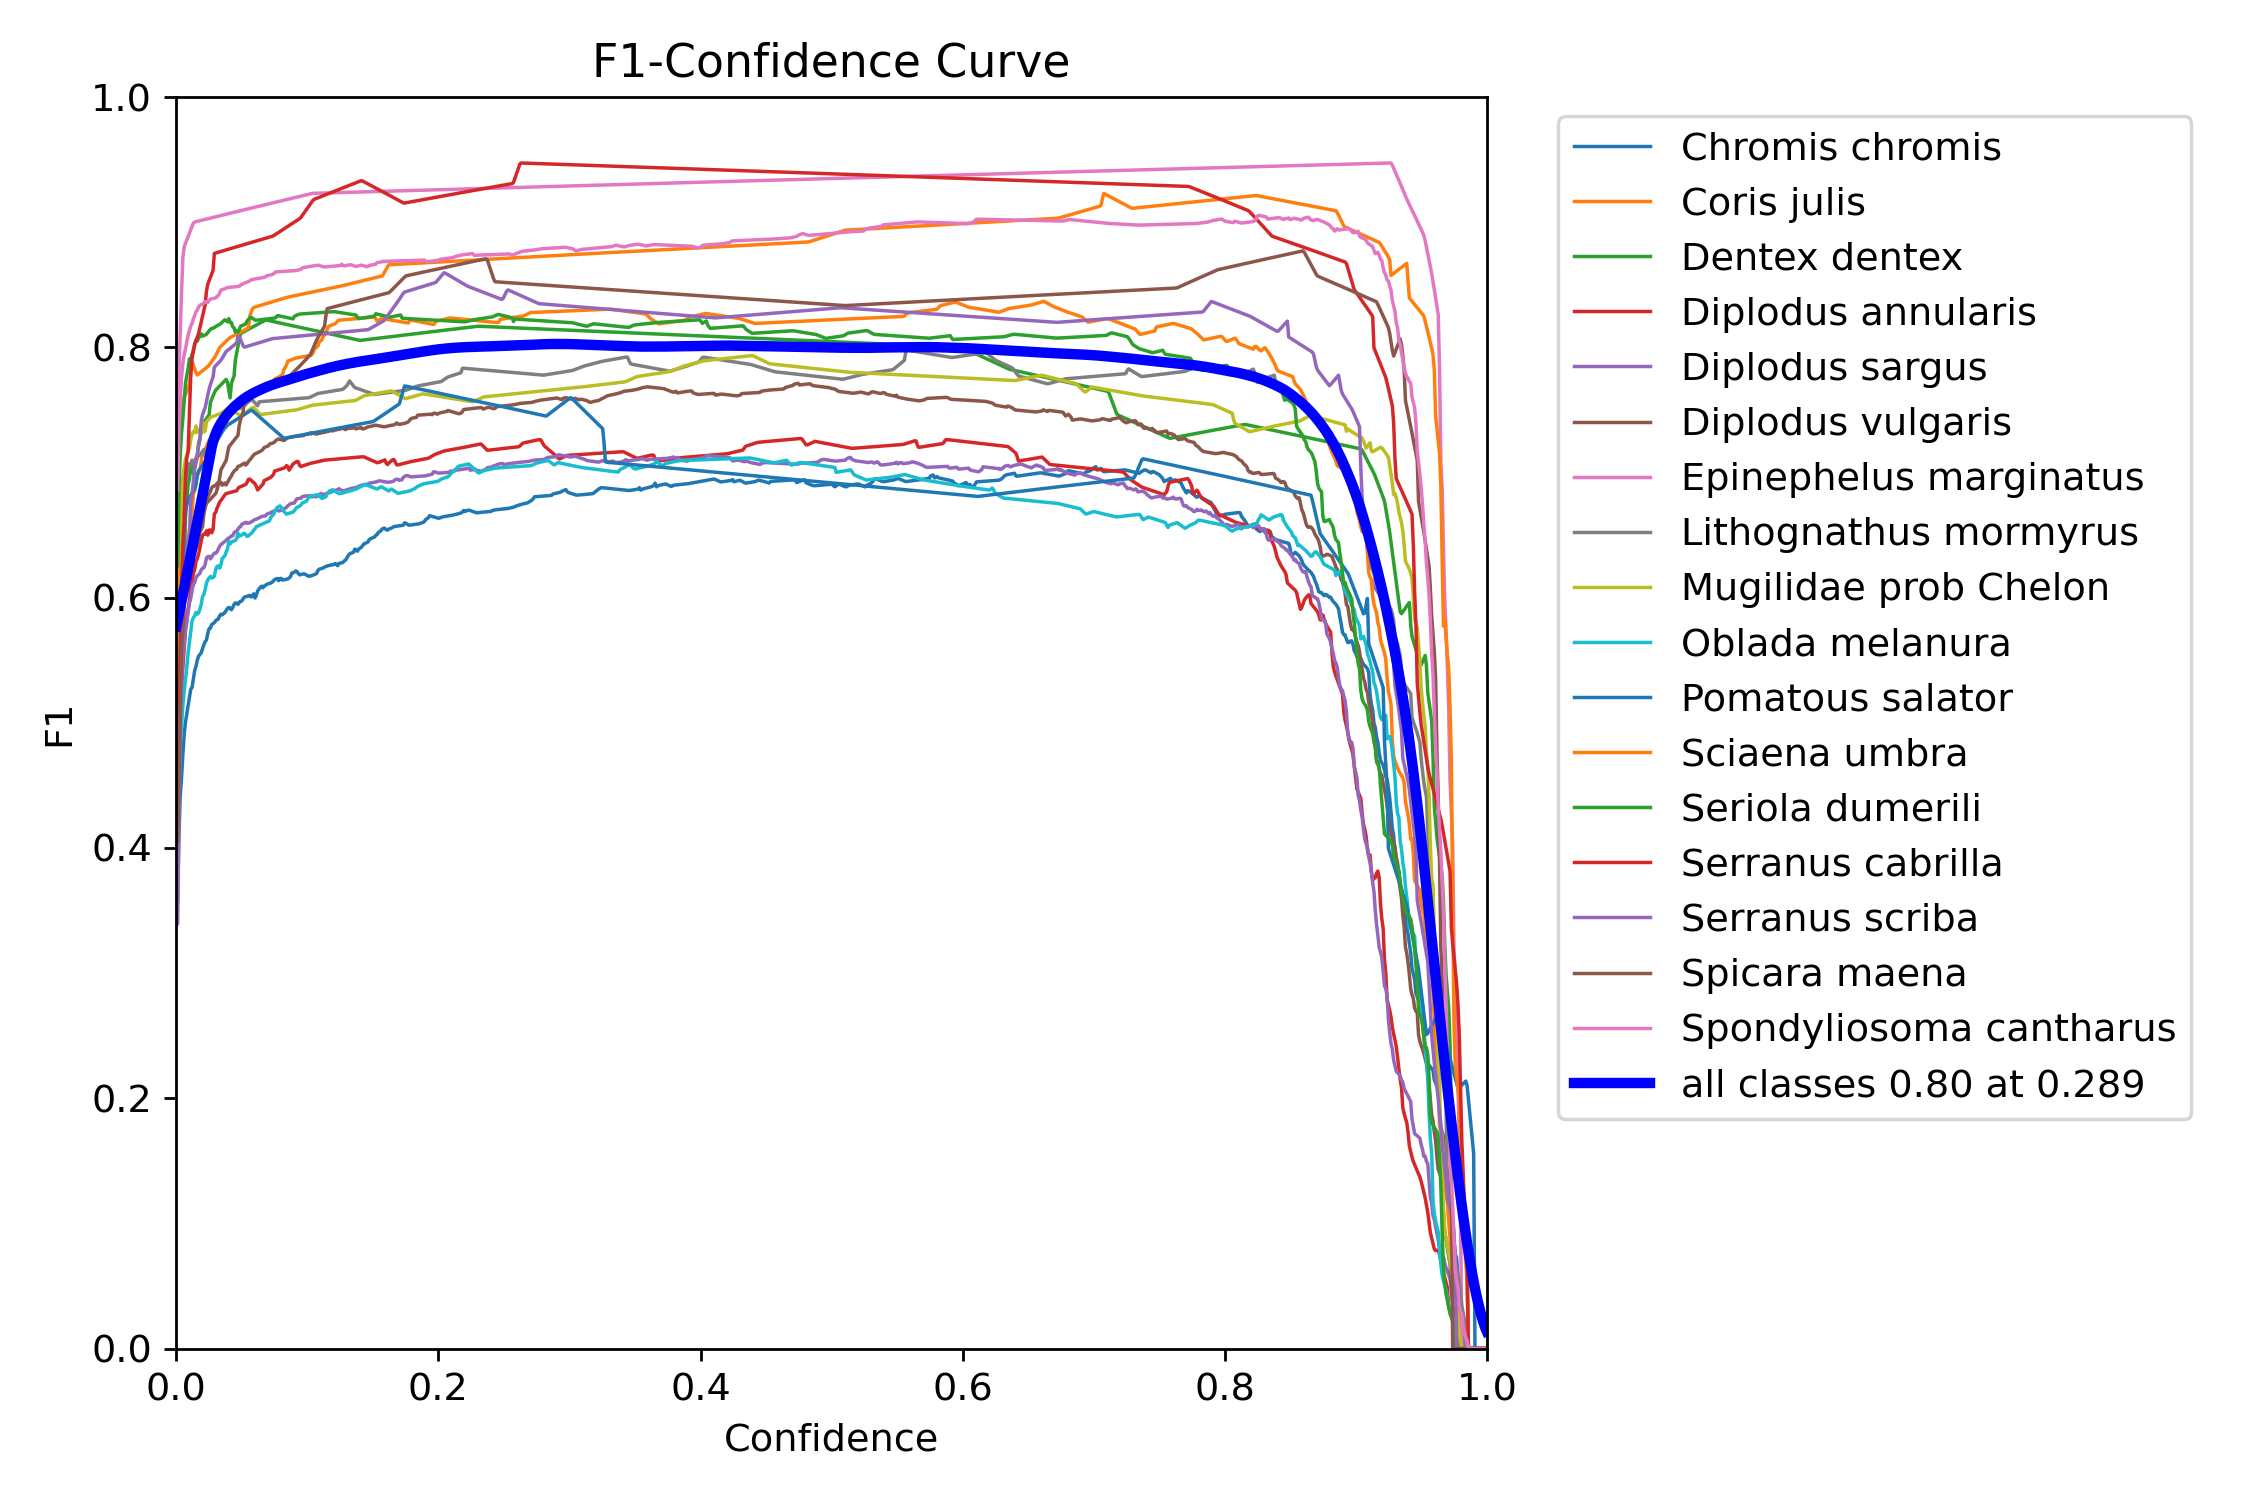 F1-Confidence Curve
1.0
0.8
0.6
0.4
0.2
0.0
F1
0.0 0.2 0.4 0.6 0.8 1.0
Confidence
Chromis chromis
Coris julis
Dentex dentex
Diplodus annularis
Diplodus sargus
Diplodus vulgaris
Epinephelus marginatus
Lithognathus mormyrus
Mugilidae prob Chelon
Oblada melanura
Pomatous salator
Sciaena umbra
Seriola dumerili
Serranus cabrilla
Serranus scriba
Spicara maena
Spondyliosoma cantharus
all classes 0.80 at 0.289